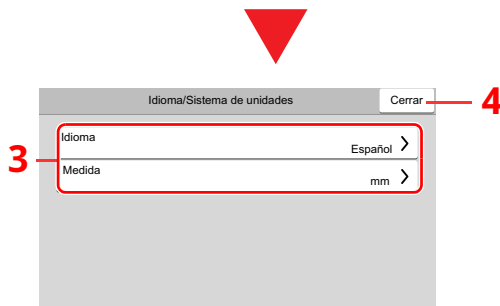 Idioma/Sistema de unidades
Cerrar
4
3
Idioma
Español
Medida
mm